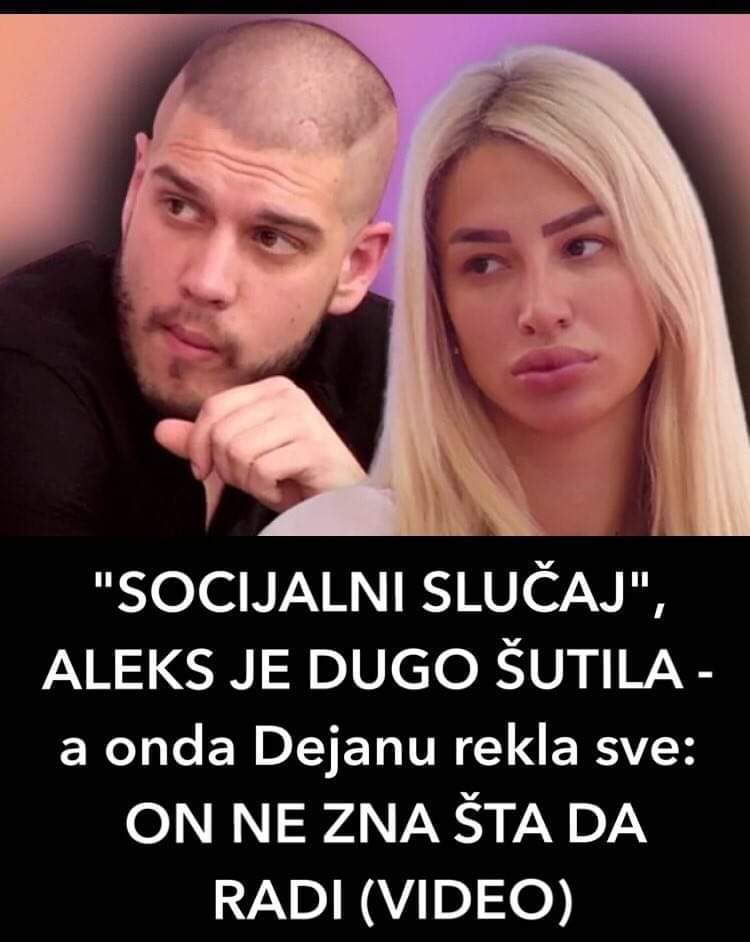 "SOCIJALNI SLUČAJ",
ALEKS JE DUGO ŠUTILA -
a onda Dejanu rekla sve:
ON NE ZNA ŠTA DA
RADI (VIDEO)